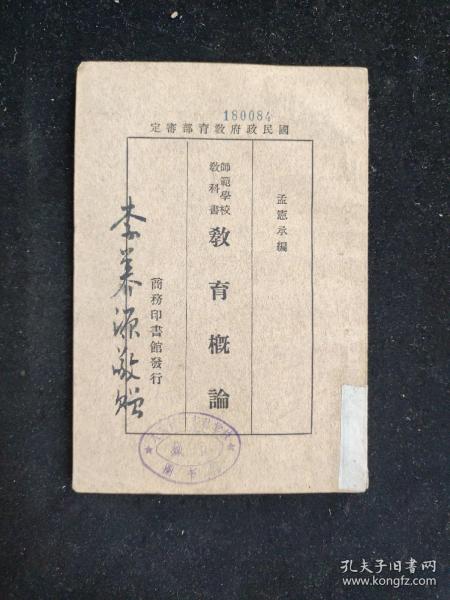 180084
國民政府教育部審定
孟憲承編
師範學校
教科書
教育概論
商務印書館發行
李慕源敬贈
孔夫子旧书网
www.kongfz.com